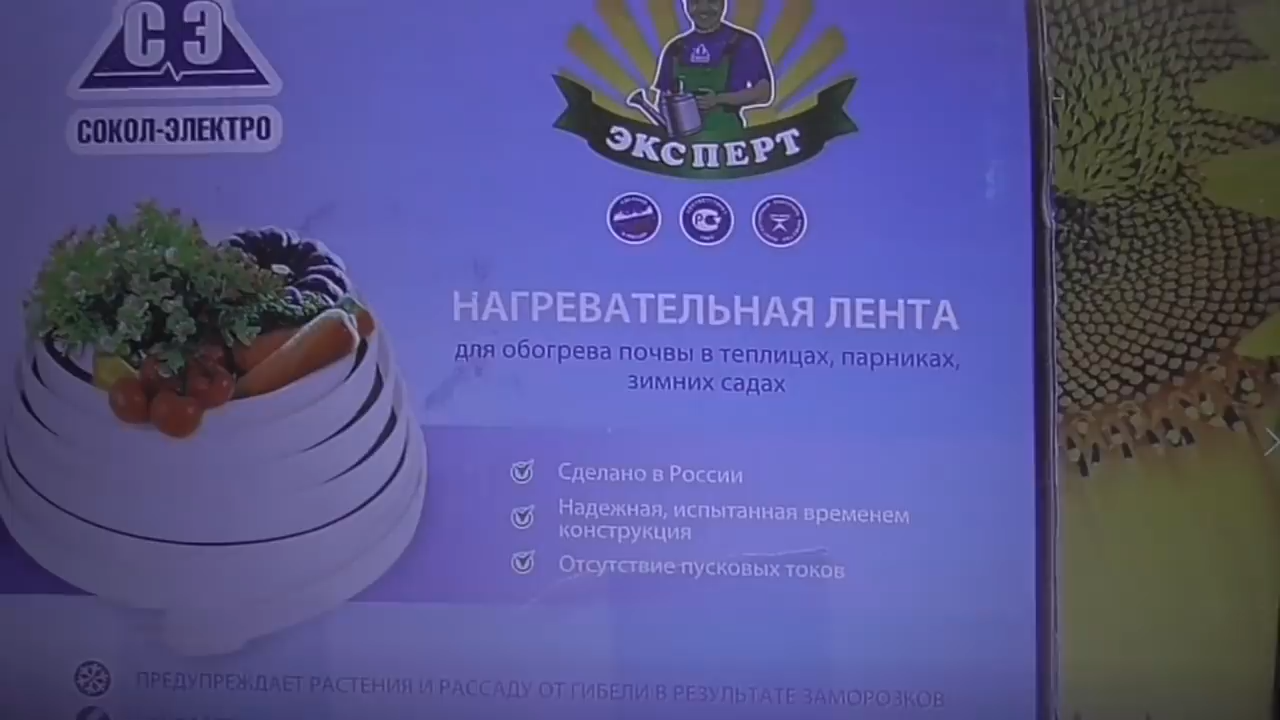 СЭ
СОКОЛ-ЭЛЕКТРО
ЭКСПЕРТ
НАГРЕВАТЕЛЬНАЯ ЛЕНТА
для обогрева почвы в теплицах, парниках,
зимних садах
Сделано в России
Надежная, испытанная временем
конструкция
Отсутствие пусковых токов
ПРЕДУПРЕЖДАЕТ РАСТЕНИЯ И РАССАДУ ОТ ГИБЕЛИ В РЕЗУЛЬТАТЕ ЗАМОРОЗКОВ